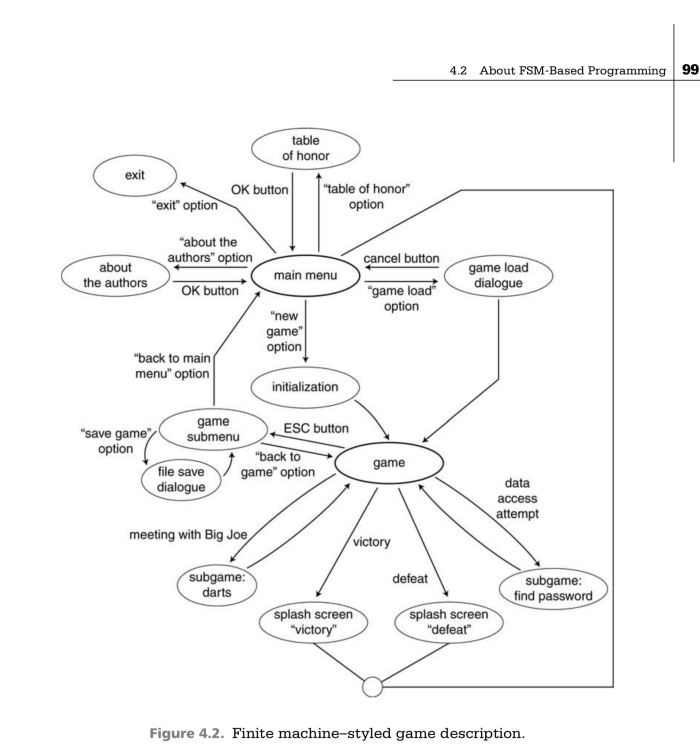 4.2 About FSM-Based Programming 99
table
of honor
exit
OK button
"table of honor"
option
"exit" option
"about the
authors" option
about
the authors
OK button
main menu
cancel button
"game load"
option
game load
dialogue
"new
game"
option
"back to main
menu" option
initialization
game
submenu
ESC button
"save game"
option
"back to
game" option
file save
dialogue
game
data
access
attempt
meeting with Big Joe
victory
defeat
subgame:
darts
subgame:
find password
splash screen
"victory"
splash screen
"defeat"
Figure 4.2. Finite machine–styled game description.